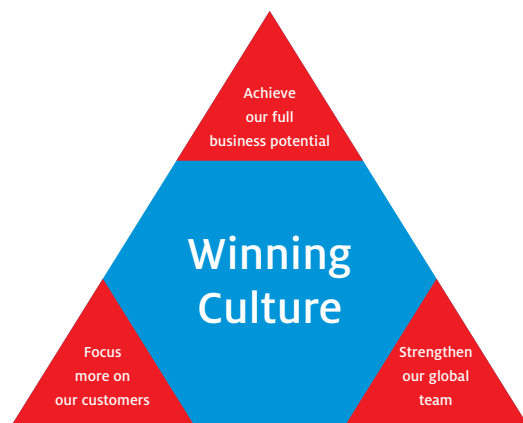 Achieve
our full
business potential
Winning
Culture
Focus
more on
our customers
Strengthen
our global
team